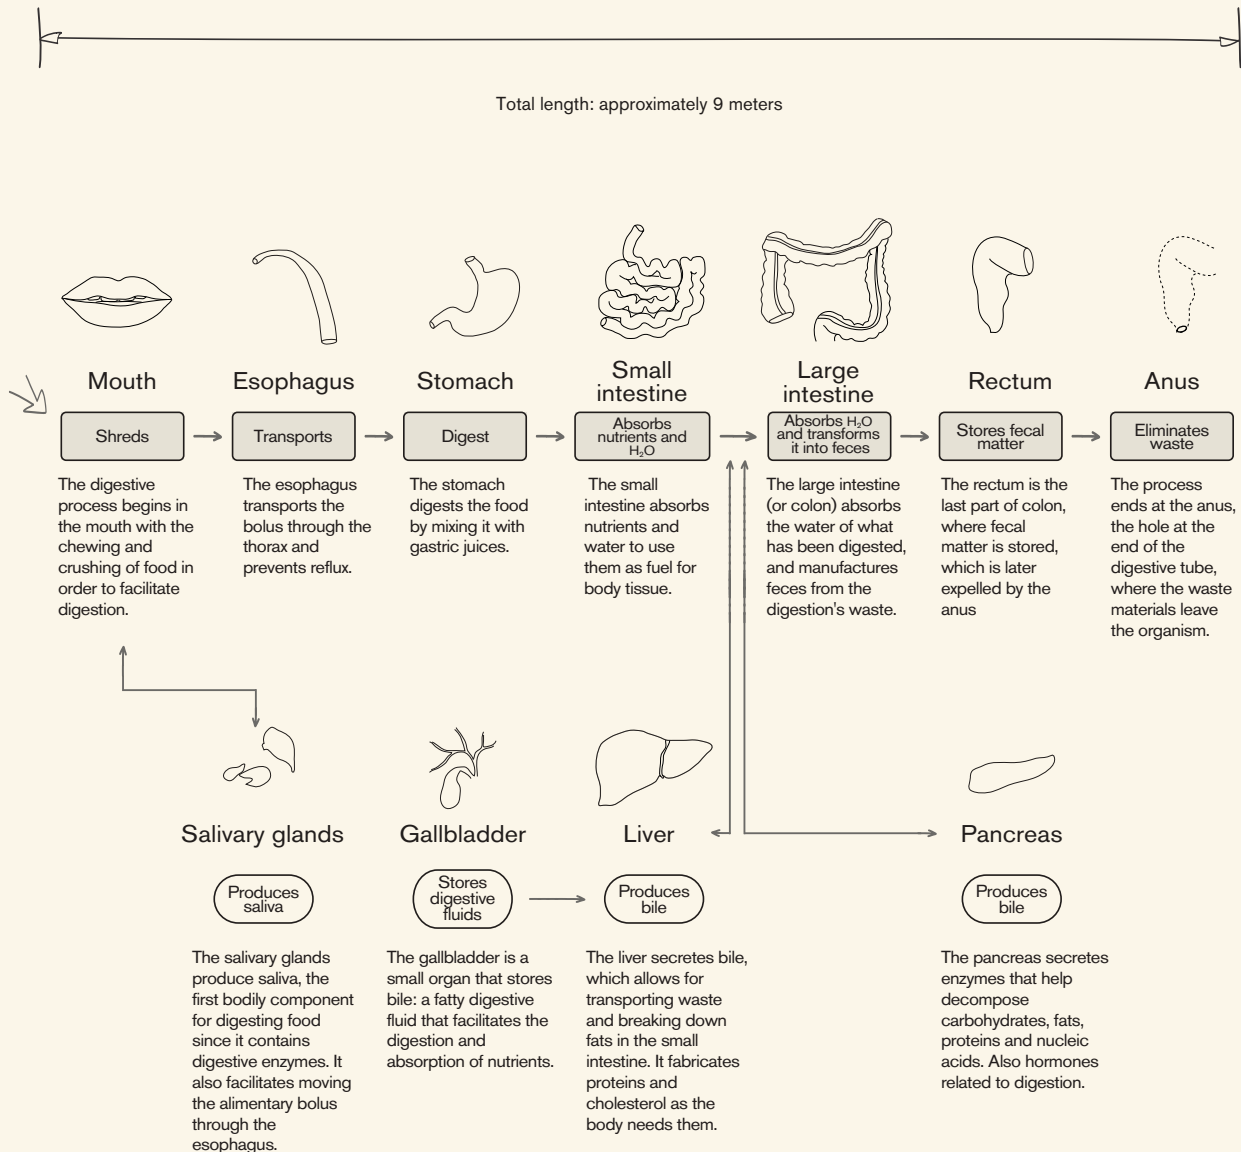 Total length: approximately 9 meters
Mouth
Esophagus
Stomach
Small
intestine
Large
intestine
Rectum
Anus
Shreds
Transports
Digest
Absorbs
nutrients and
H₂O
Absorbs H₂O
and transforms
it into feces
Stores fecal
matter
Eliminates
waste
The digestive
process begins in
the mouth with the
chewing and
crushing of food in
order to facilitate
digestion.
The esophagus
transports the
bolus through the
thorax and
prevents reflux.
The stomach
digests the food
by mixing it with
gastric juices.
The small
intestine absorbs
nutrients and
water to use
them as fuel for
body tissue.
The large intestine
(or colon) absorbs
the water of what
has been digested,
and manufactures
feces from the
digestion's waste.
The rectum is the
last part of colon,
where fecal
matter is stored,
which is later
expelled by the
anus
The process
ends at the anus,
the hole at the
end of the
digestive tube,
where the waste
materials leave
the organism.
Salivary glands
Gallbladder
Liver
Pancreas
Produces
saliva
Stores
digestive
fluids
Produces
bile
Produces
bile
The salivary glands
produce saliva, the
first bodily component
for digesting food
since it contains
digestive enzymes. It
also facilitates moving
the alimentary bolus
through the
esophagus.
The gallbladder is a
small organ that stores
bile: a fatty digestive
fluid that facilitates the
digestion and
absorption of nutrients.
The liver secretes bile,
which allows for
transporting waste
and breaking down
fats in the small
intestine. It fabricates
proteins and
cholesterol as the
body needs them.
The pancreas secretes
enzymes that help
decompose
carbohydrates, fats,
proteins and nucleic
acids. Also hormones
related to digestion.